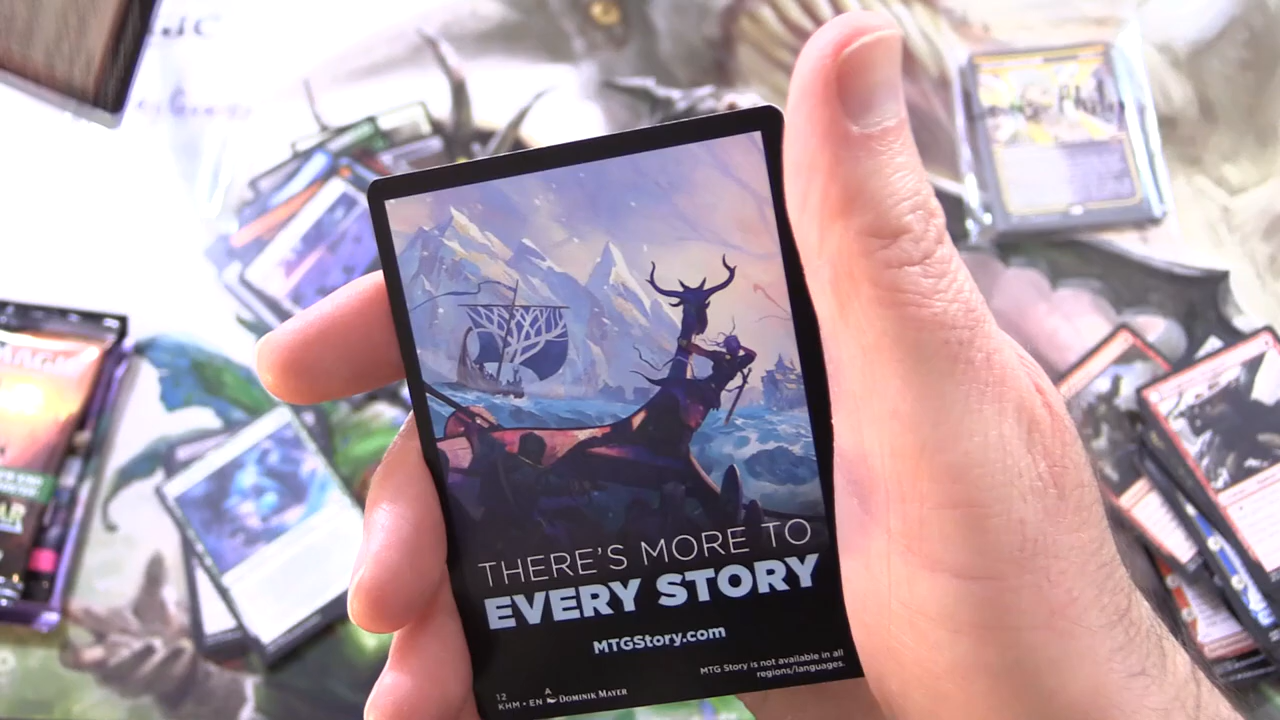 THERE'S MORE TO
EVERY STORY
MTGStory.com
MTG Story is not available in all
regions/languages.
12 A
KHM • EN DOMINIK MAYER
MAGIC